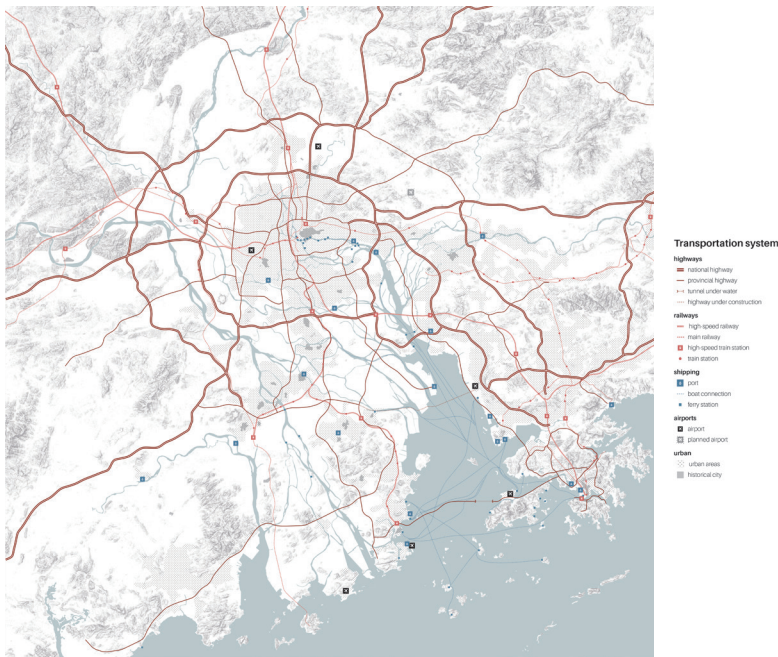 Transportation system
highways
national highway
provincial highway
tunnel under water
highway under construction
railways
high-speed railway
main railway
high-speed train station
train station
shipping
port
boat connection
ferry station
airports
airport
planned airport
urban
urban areas
historical city